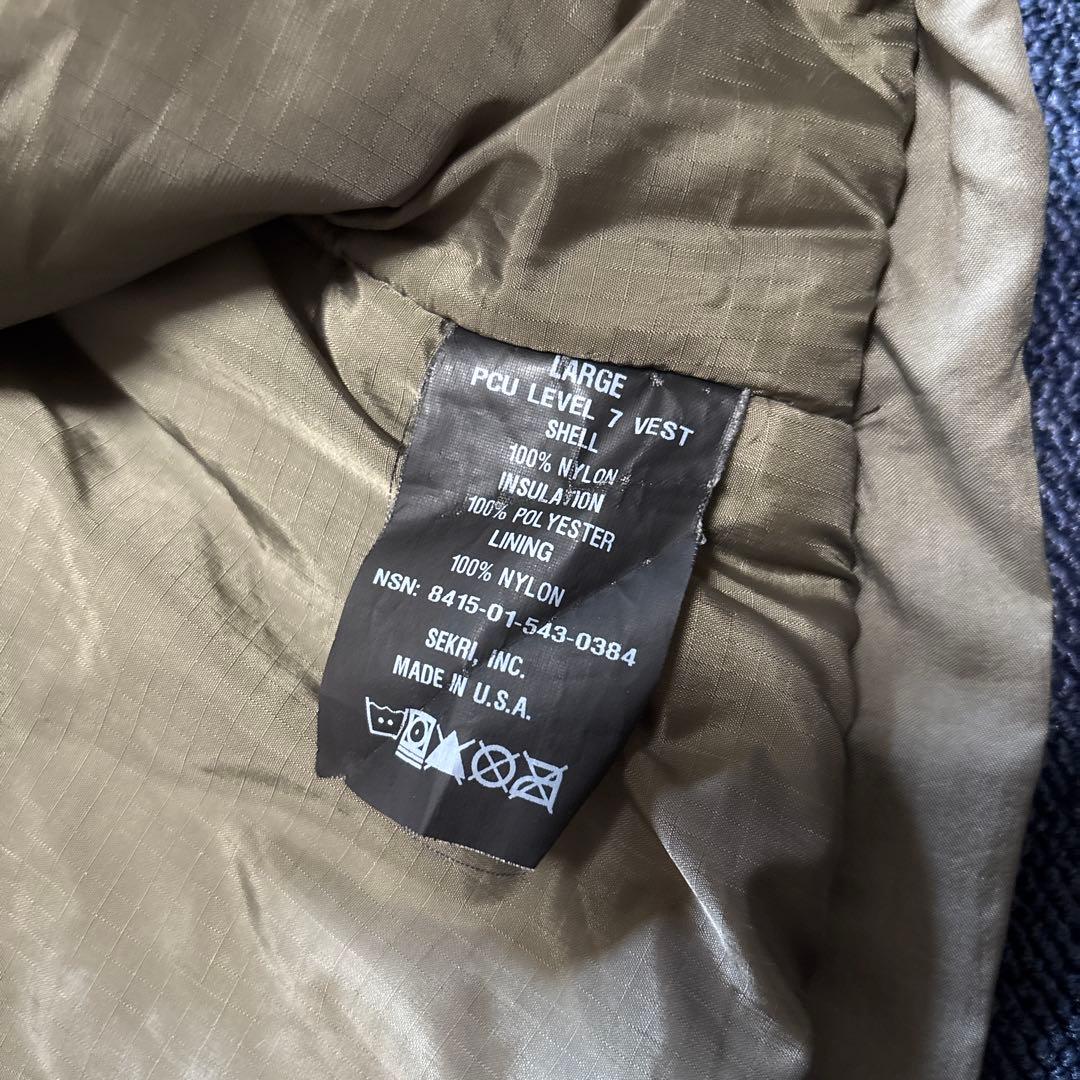 LARGE
PCU LEVEL 7 VEST
SHELL
100% NYLON
INSULATION
100% POLYESTER
LINING
100% NYLON
NSN: 8415-01-543-0384
SEKRI, INC.
MADE IN U.S.A.